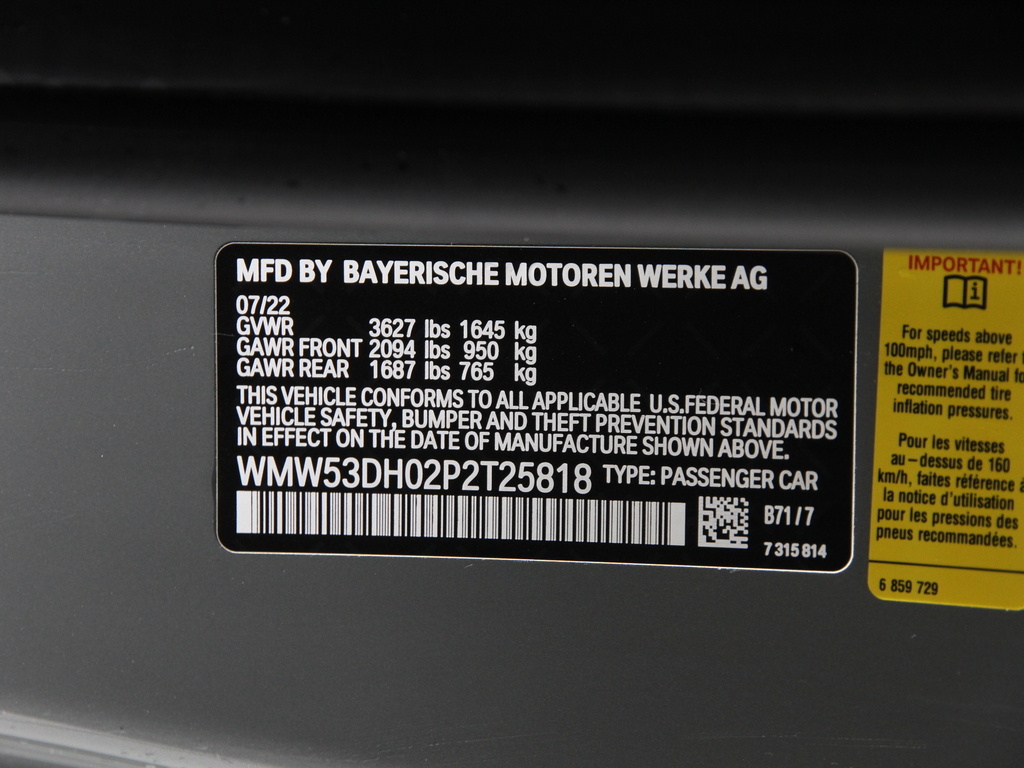 MFD BY BAYERISCHE MOTOREN WERKE AG
07/22
GVWR 3627 lbs 1645 kg
GAWR FRONT 2094 lbs 950 kg
GAWR REAR 1687 lbs 765 kg
THIS VEHICLE CONFORMS TO ALL APPLICABLE U.S.FEDERAL MOTOR
VEHICLE SAFETY, BUMPER AND THEFT PREVENTION STANDARDS
IN EFFECT ON THE DATE OF MANUFACTURE SHOWN ABOVE.
WMW53DH02P2T25818 TYPE: PASSENGER CAR
B71/7
7 315 814
IMPORTANT!
For speeds above
100mph, please refer
the Owner's Manual
recommended tire
inflation pressures.
Pour les vitesses
au-dessus de 160
km/h, faites référence
la notice d'utilisation
pour les pressions des
pneus recommandées.
6 859 729